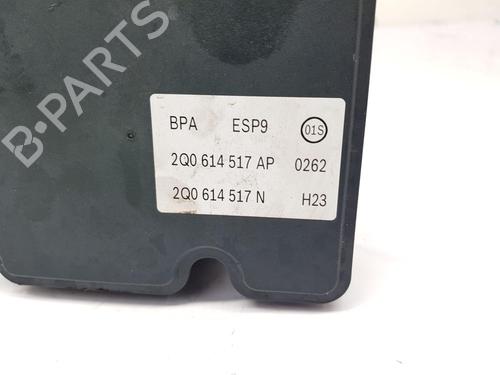 BPA ESP9 01S
2Q0 614 517 AP 0262
2Q0 614 517 N H23
B-PARTS